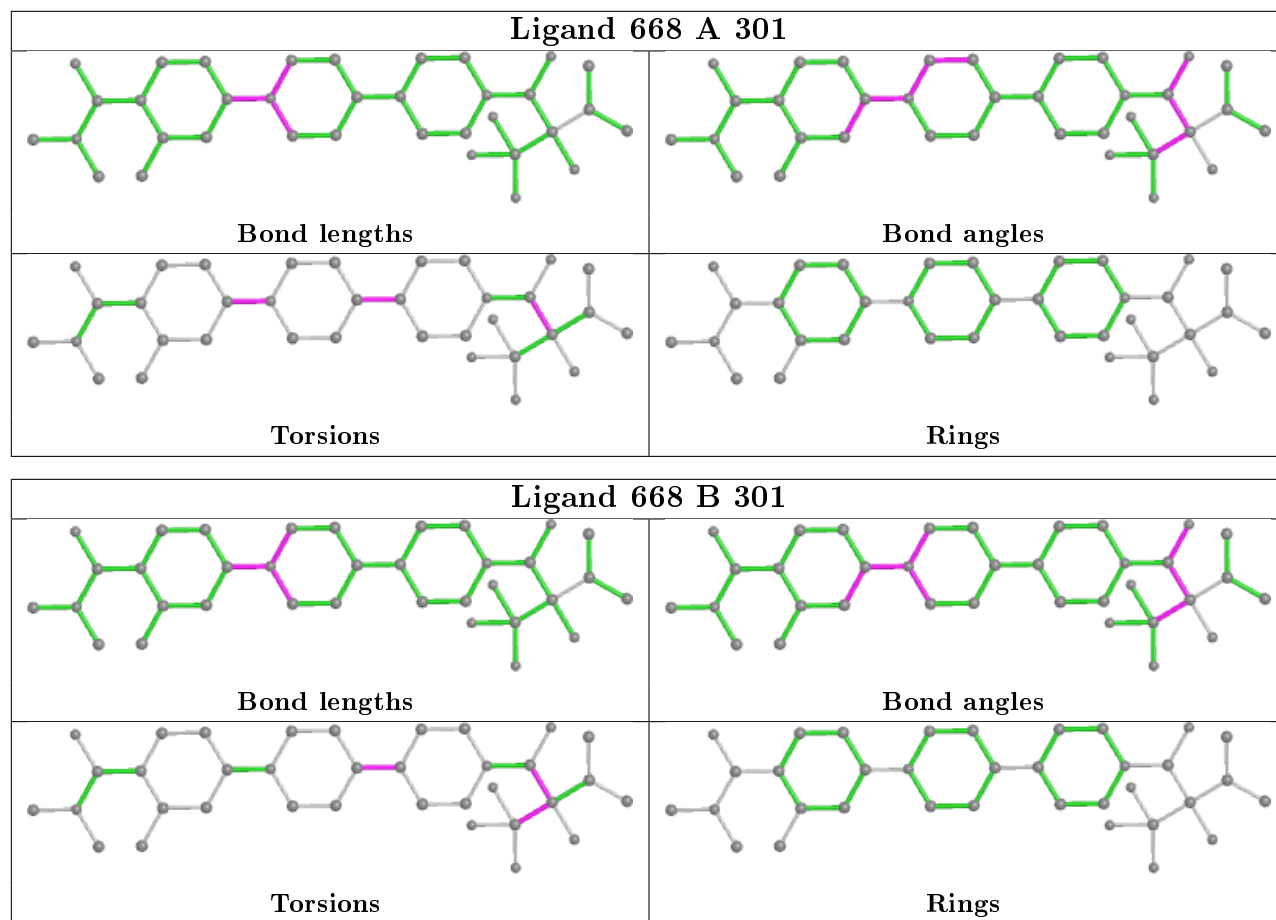 Ligand 668 A 301
Bond lengths
Bond angles
Torsions
Rings
Ligand 668 B 301
Bond lengths
Bond angles
Torsions
Rings